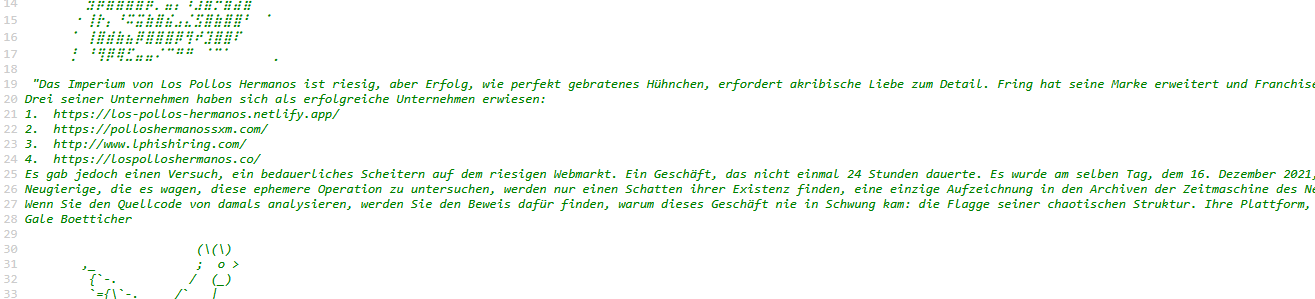 14
15
16
17
18
19 "Das Imperium von Los Pollos Hermanos ist riesig, aber Erfolg, wie perfekt gebratenes Hühnchen, erfordert akribische Liebe zum Detail. Fring hat seine Marke erweitert und Franchise
20 Drei seiner Unternehmen haben sich als erfolgreiche Unternehmen erwiesen:
21 1. https://los-pollos-hermanos.netlify.app/
22 2. https://polloshermanossxm.com/
23 3. http://www.lphishiring.com/
24 4. https://lospolloshermanos.co/
25 Es gab jedoch einen Versuch, ein bedauerliches Scheitern auf dem riesigen Webmarkt. Ein Geschäft, das nicht einmal 24 Stunden dauerte. Es wurde am selben Tag, dem 16. Dezember 2021,
26 Neugierige, die es wagen, diese ephemere Operation zu untersuchen, werden nur einen Schatten ihrer Existenz finden, eine einzige Aufzeichnung in den Archiven der Zeitmaschine des Ne
27 Wenn Sie den Quellcode von damals analysieren, werden Sie den Beweis dafür finden, warum dieses Geschäft nie in Schwung kam: die Flagge seiner chaotischen Struktur. Ihre Plattform,
28 Gale Boetticher
29
30 (\(\)
31 ,_ ; o >
32 {`-. / (_)
33 `={\`-. /` |